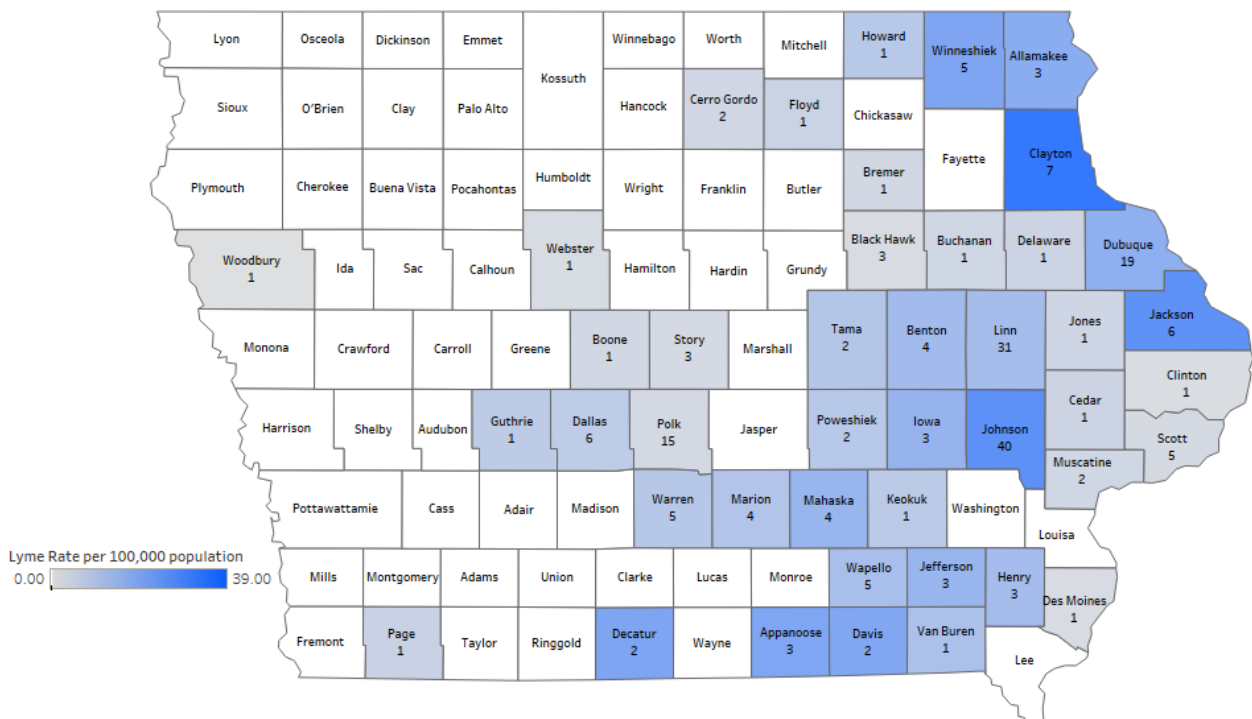 Lyon
Osceola
Dickinson
Emmet
Kossuth
Winnebago
Worth
Mitchell
Howard
1
Winneshiek
5
Allamakee
3
Sioux
O'Brien
Clay
Palo Alto
Hancock
Cerro Gordo
2
Floyd
1
Chickasaw
Fayette
Clayton
7
Plymouth
Cherokee
Buena Vista
Pocahontas
Humboldt
Wright
Franklin
Butler
Bremer
1
Woodbury
1
Ida
Sac
Calhoun
Webster
1
Hamilton
Hardin
Grundy
Black Hawk
3
Buchanan
1
Delaware
1
Dubuque
19
Monona
Crawford
Carroll
Greene
Boone
1
Story
3
Marshall
Tama
2
Benton
4
Linn
31
Jones
1
Jackson
6
Clinton
1
Harrison
Shelby
Audubon
Guthrie
1
Dallas
6
Polk
15
Jasper
Poweshiek
2
Iowa
3
Johnson
40
Cedar
1
Scott
5
Muscatine
2
Pottawattamie
Cass
Adair
Madison
Warren
5
Marion
4
Mahaska
4
Keokuk
1
Washington
Louisa
Lyme Rate per 100,000 population
0.00
39.00
Mills
Montgomery
Adams
Union
Clarke
Lucas
Monroe
Wapello
5
Jefferson
3
Henry
3
Des Moines
1
Fremont
Page
1
Taylor
Ringgold
Decatur
2
Wayne
Appanoose
3
Davis
2
Van Buren
1
Lee